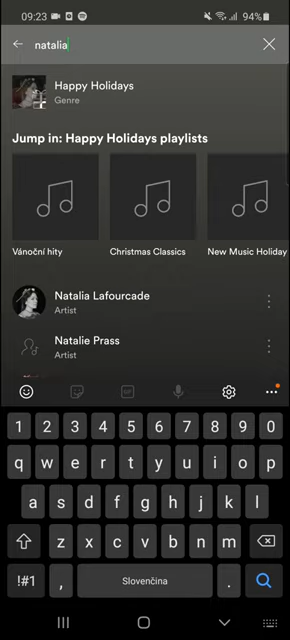 09:23 94%
natalia
Happy Holidays
Genre
Jump in: Happy Holidays playlists
Vánoční hity Christmas Classics New Music Holiday
Natalia Lafourcade
Artist
Natalie Prass
Artist
GIF
1 2 3 4 5 6 7 8 9 0
q w e r t y u i o p
a s d f g h j k l
z x c v b n m
!#1 , Slovenčina .